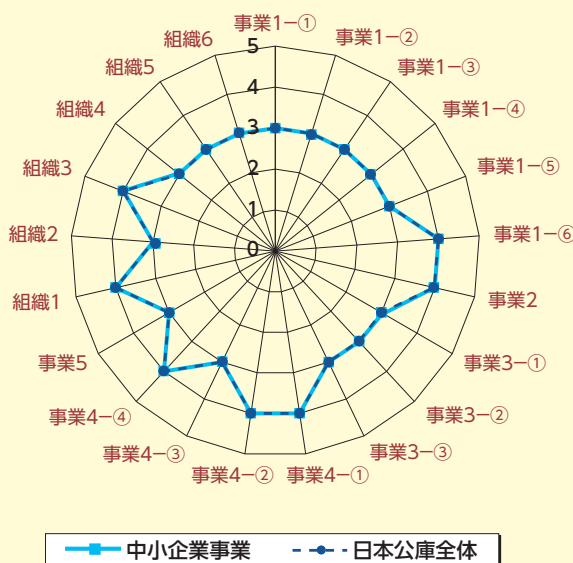 事業1−①
事業1−②
事業1−③
事業1−④
事業1−⑤
事業1−⑥
事業2
事業3−①
事業3−②
事業3−③
事業4−①
事業4−②
事業4−③
事業4−④
事業5
組織1
組織2
組織3
組織4
組織5
組織6
5
4
3
2
1
0
中小企業事業
日本公庫全体